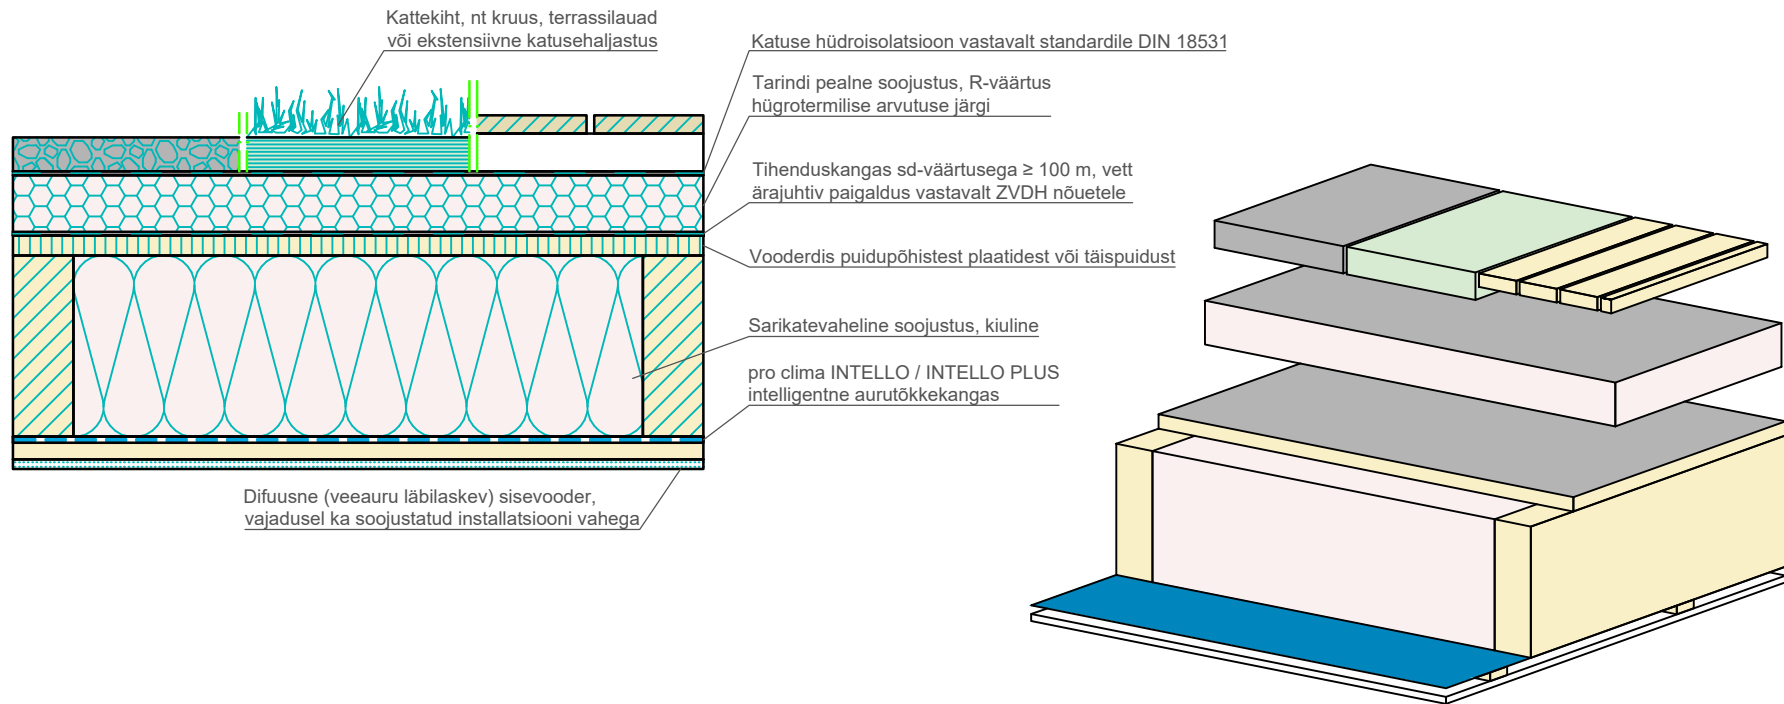 Kattekiht, nt kruus, terrassilauad
või ekstensiivne katusehaljastus
Katuse hüdroisolatsioon vastavalt standardile DIN 18531
Tarindi pealne soojustus, R-väärtus
hügrotermilise arvutuse järgi
Tihenduskangas sd-väärtusega ≥ 100 m, vett
ärajuhtiv paigaldus vastavalt ZVDH nõuetele
Vooderdis puidupõhistest plaatidest või täispuidust
Sarikatevaheline soojustus, kiuline
pro clima INTELLO / INTELLO PLUS
intelligentne aurutõkkekangas
Difuusne (veeauru läbilaskev) sisevooder,
vajadusel ka soojustatud installatsiooni vahega